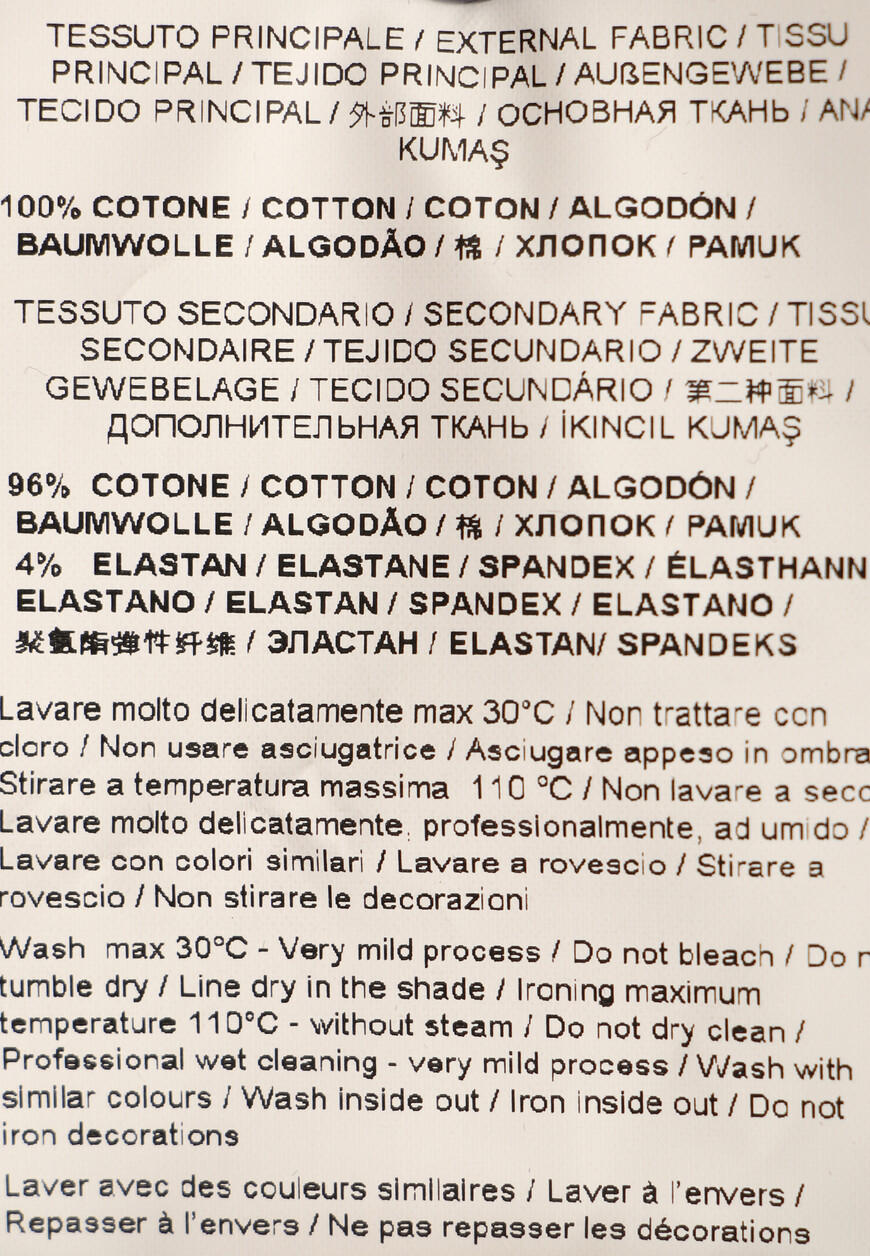 TESSUTO PRINCIPALE / EXTERNAL FABRIC / TISSU
PRINCIPAL / TEJIDO PRINCIPAL / AUßENGEWEBE /
TECIDO PRINCIPAL / 外部面料 / ОСНОВНАЯ ТКАНЬ / ANA
KUMAŞ
100% COTONE / COTTON / COTON / ALGODÓN /
BAUMWOLLE / ALGODÃO / 棉 / ХЛОПОК / PAMUK
TESSUTO SECONDARIO / SECONDARY FABRIC / TISSU
SECONDAIRE / TEJIDO SECUNDARIO / ZWEITE
GEWEBELAGE / TECIDO SECUNDÁRIO / 第二种面料 /
ДОПОЛНИТЕЛЬНАЯ ТКАНЬ / İKINCIL KUMAŞ
96% COTONE / COTTON / COTON / ALGODÓN /
BAUMWOLLE / ALGODÃO / 棉 / ХЛОПОК / PAMUK
4% ELASTAN / ELASTANE / SPANDEX / ÉLASTHANN
ELASTANO / ELASTAN / SPANDEX / ELASTANO /
聚氨酯弹性纤维 / ЭЛАСТАН / ELASTAN/ SPANDEKS
Lavare molto delicatamente max 30°C / Non trattare con
cloro / Non usare asciugatrice / Asciugare appeso in ombra
Stirare a temperatura massima 110 °C / Non lavare a secc
Lavare molto delicatamente, professionalmente, ad umido /
Lavare con colori similari / Lavare a rovescio / Stirare a
rovescio / Non stirare le decorazioni
Wash max 30°C - Very mild process / Do not bleach / Do n
tumble dry / Line dry in the shade / Ironing maximum
temperature 110°C - without steam / Do not dry clean /
Professional wet cleaning - very mild process / Wash with
similar colours / Wash inside out / Iron inside out / Do not
iron decorations
Laver avec des couleurs similaires / Laver à l'envers /
Repasser à l'envers / Ne pas repasser les décorations